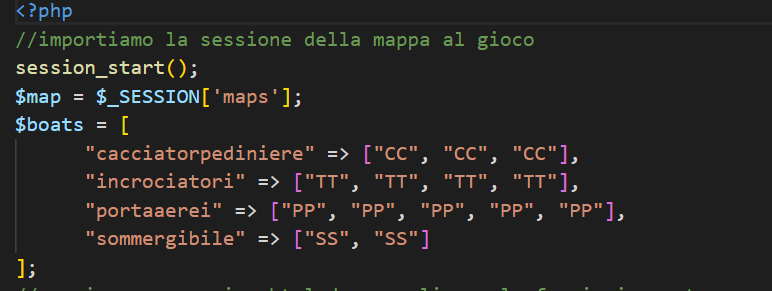 <?php
//importiamo la sessione della mappa al gioco
session_start();
$map = $_SESSION['maps'];
$boats = [
"cacciatorpediniere" => ["CC", "CC", "CC"],
"incrociatori" => ["TT", "TT", "TT", "TT"],
"portaaerei" => ["PP", "PP", "PP", "PP", "PP"],
"sommergibile" => ["SS", "SS"]
];